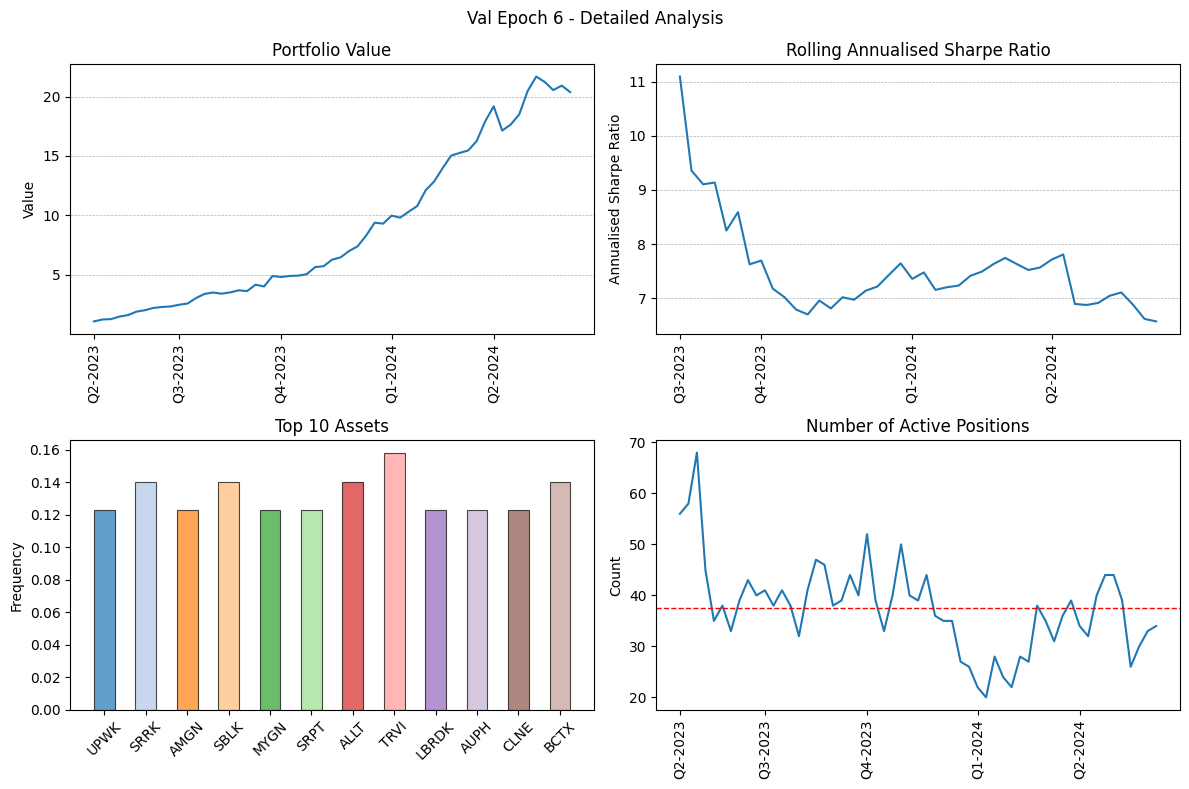 Val Epoch 6 - Detailed Analysis
Portfolio Value
Value
20
15
10
5
Q2-2023
Q3-2023
Q4-2023
Q1-2024
Q2-2024
Rolling Annualised Sharpe Ratio
Annualised Sharpe Ratio
11
10
9
8
7
Q3-2023
Q4-2023
Q1-2024
Q2-2024
Top 10 Assets
Frequency
0.16
0.14
0.12
0.10
0.08
0.06
0.04
0.02
0.00
UPWK
SRRK
AMGN
SBLK
MYGN
SRPT
ALLT
TRVI
LBRDK
AUPH
CLNE
BCTX
Number of Active Positions
Count
70
60
50
40
30
20
Q2-2023
Q3-2023
Q4-2023
Q1-2024
Q2-2024